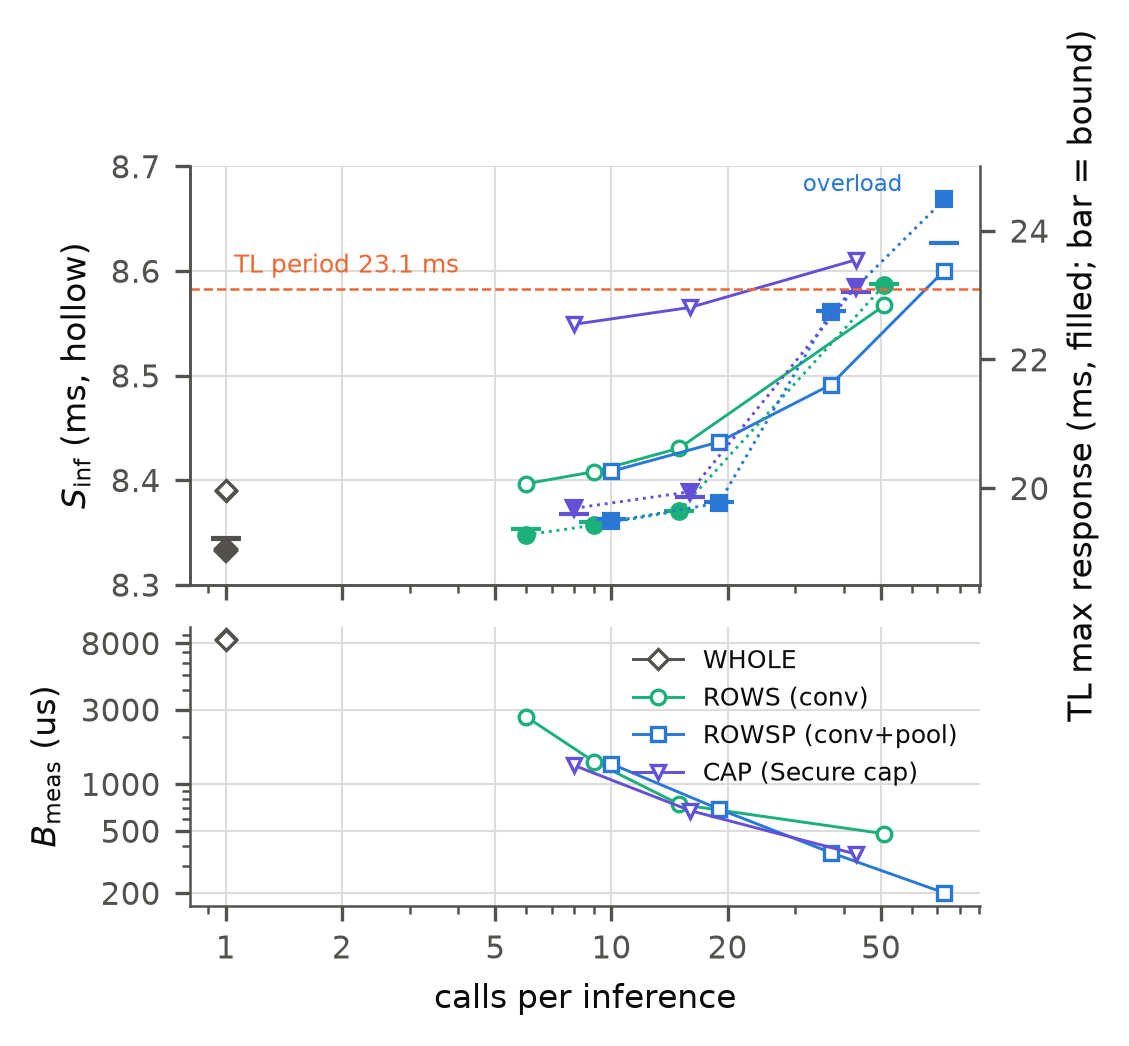 8.7
8.6
8.5
8.4
8.3
S_inf (ms, hollow)
TL period 23.1 ms
overload
24
22
20
TL max response (ms, filled; bar = bound)
8000
3000
1000
500
200
B_meas (us)
WHOLE
ROWS (conv)
ROWSP (conv+pool)
CAP (Secure cap)
1 2 5 10 20 50
calls per inference